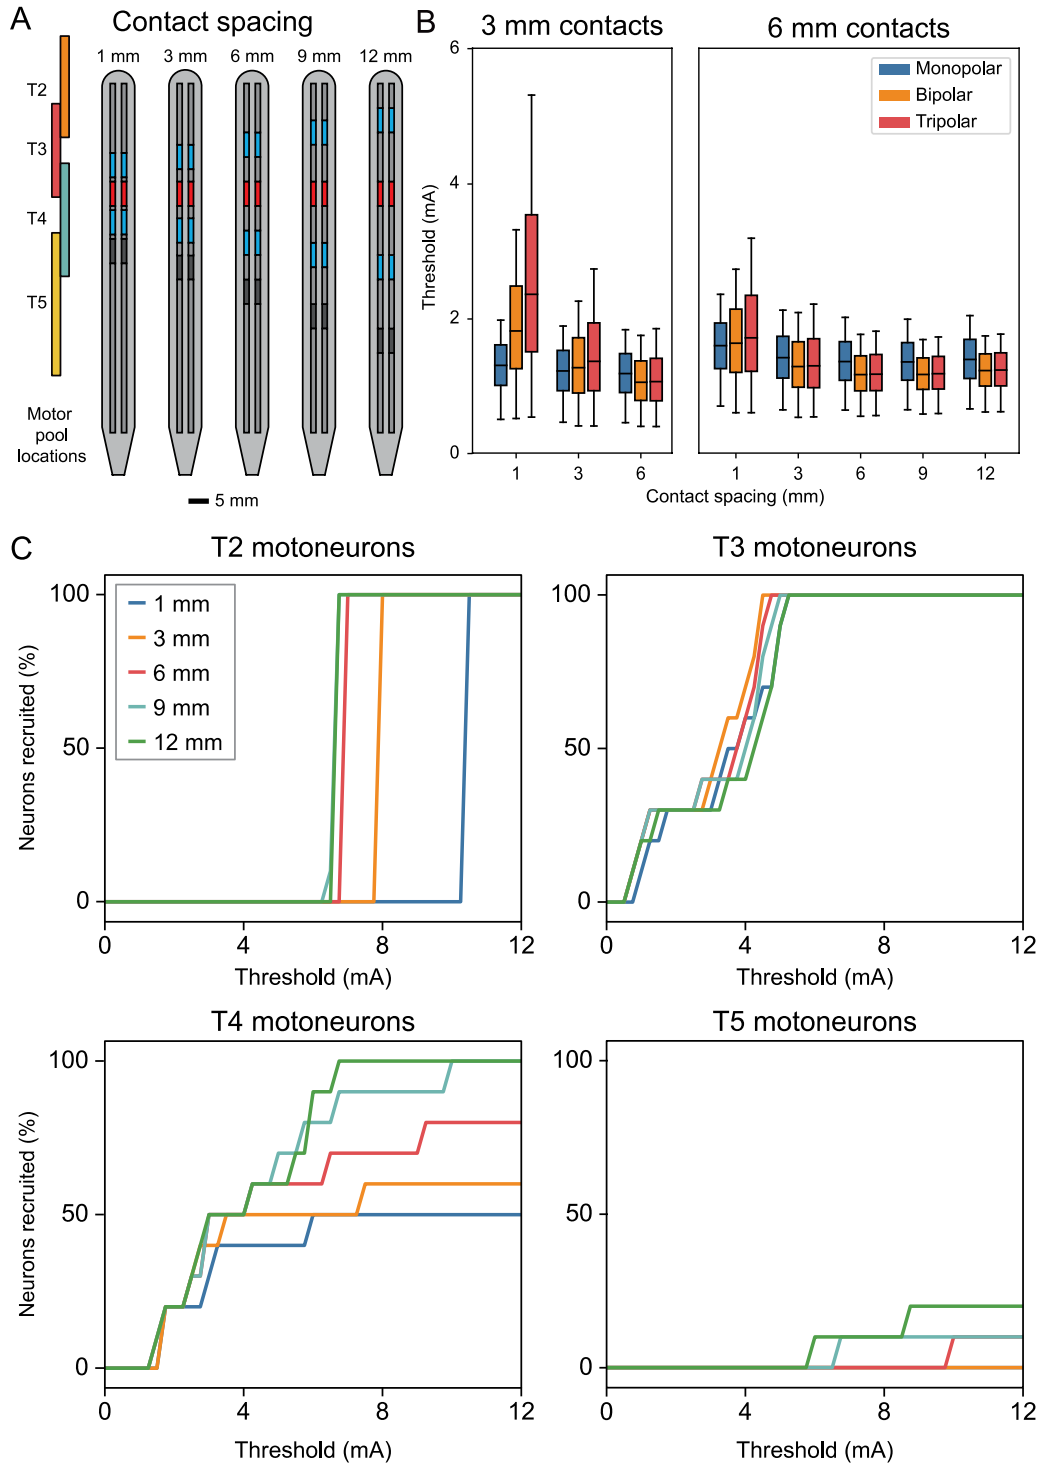 A
Contact spacing
1 mm
3 mm
6 mm
9 mm
12 mm
T2
T3
T4
T5
Motor
pool
locations
5 mm
B
3 mm contacts
6 mm contacts
Monopolar
Bipolar
Tripolar
Threshold (mA)
6
4
2
0
1
3
6
1
3
6
9
12
Contact spacing (mm)
C
T2 motoneurons
1 mm
3 mm
6 mm
9 mm
12 mm
Neurons recruited (%)
100
50
0
0
4
8
12
Threshold (mA)
T3 motoneurons
100
50
0
0
4
8
12
Threshold (mA)
T4 motoneurons
Neurons recruited (%)
100
50
0
0
4
8
12
Threshold (mA)
T5 motoneurons
100
50
0
0
4
8
12
Threshold (mA)